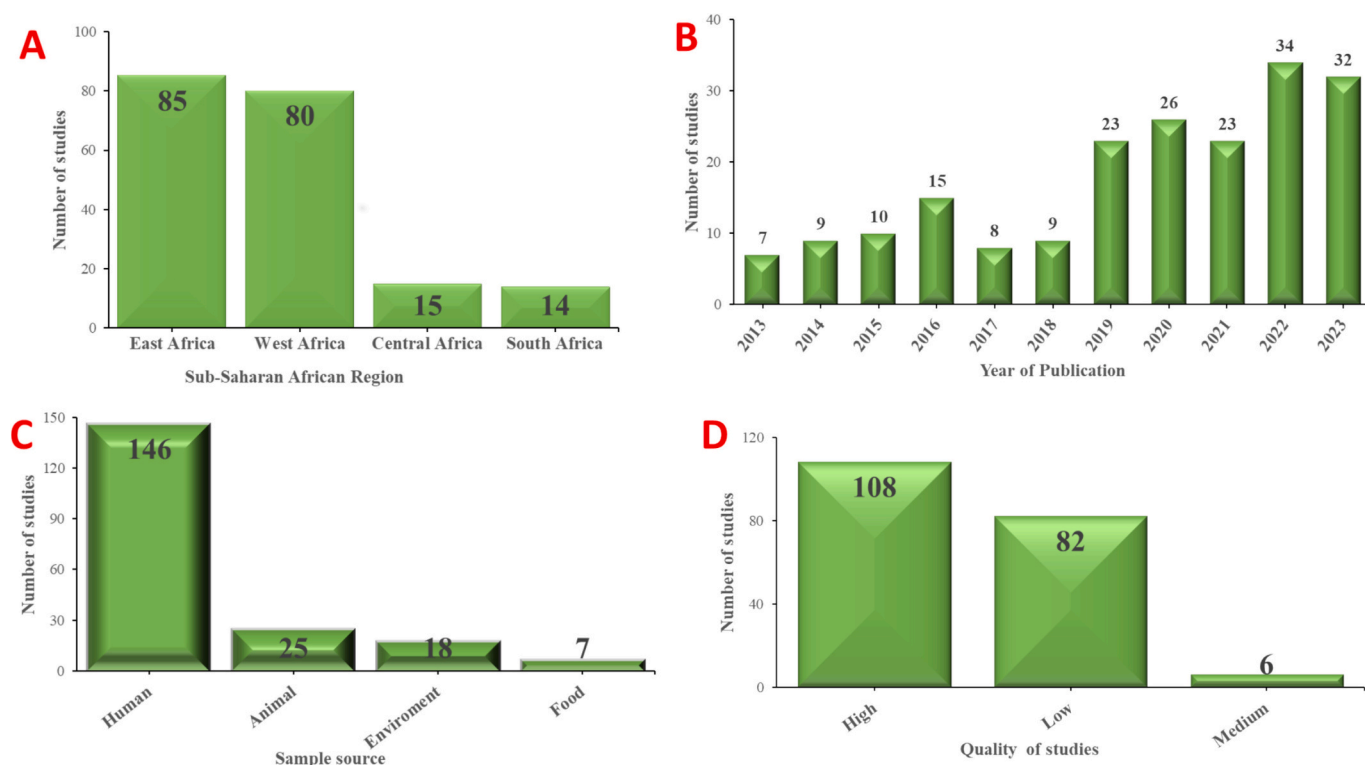 A
Number of studies
100
80
60
40
20
0
85
80
15
14
East Africa
West Africa
Central Africa
South Africa
Sub-Saharan African Region
B
Number of studies
40
30
20
10
0
7
9
10
15
8
9
23
26
23
34
32
2013
2014
2015
2016
2017
2018
2019
2020
2021
2022
2023
Year of Publication
C
Number of studies
150
120
90
60
30
0
146
25
18
7
Human
Animal
Enviroment
Food
Sample source
D
Number of studies
120
80
40
0
108
82
6
High
Low
Medium
Quality of studies